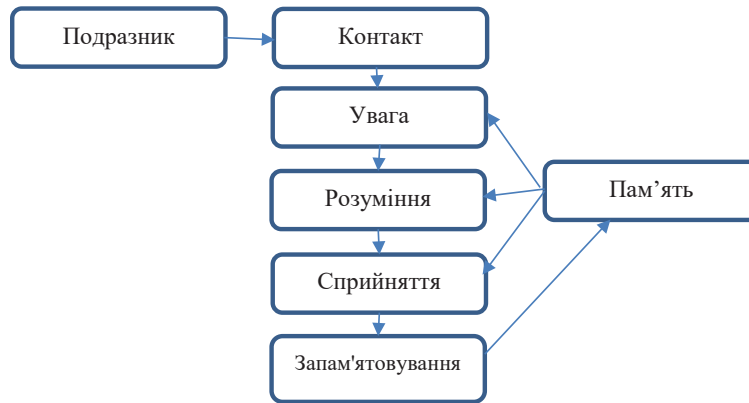 Подразник
Контакт
Увага
Розуміння
Пам’ять
Сприйняття
Запам'ятовування